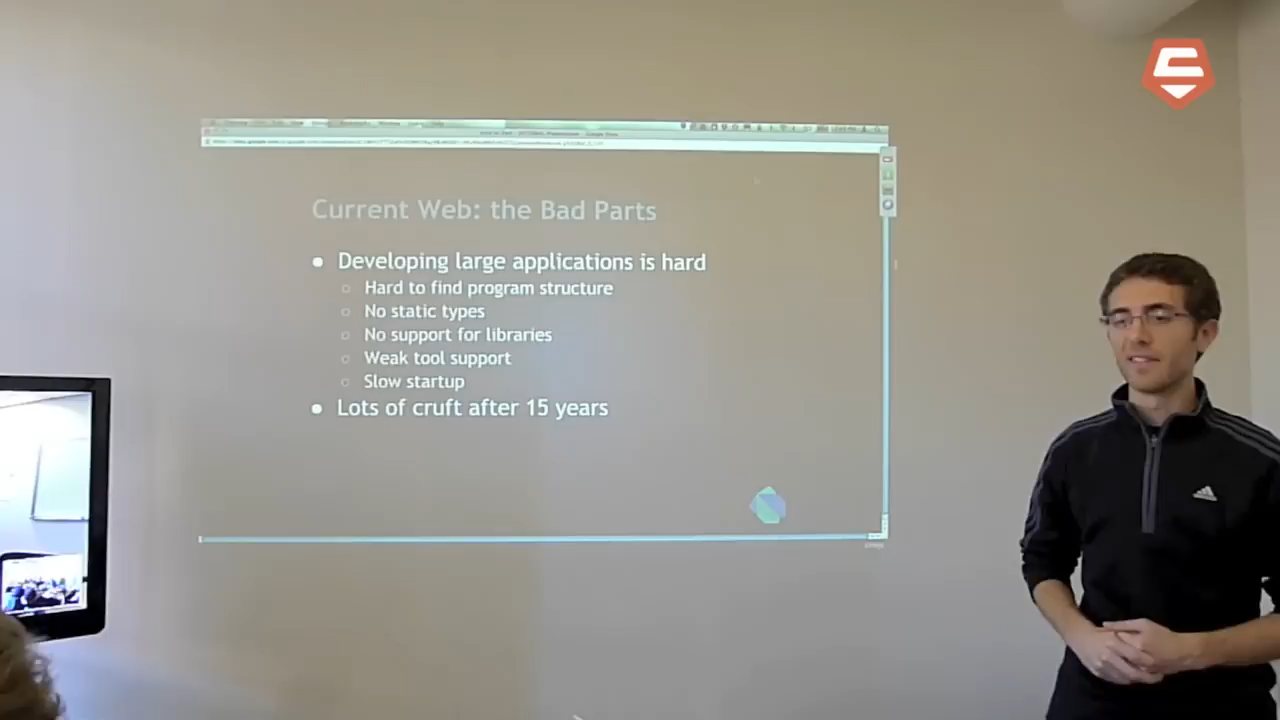 Current Web: the Bad Parts
● Developing large applications is hard
○ Hard to find program structure
○ No static types
○ No support for libraries
○ Weak tool support
○ Slow startup
● Lots of cruft after 15 years
adidas